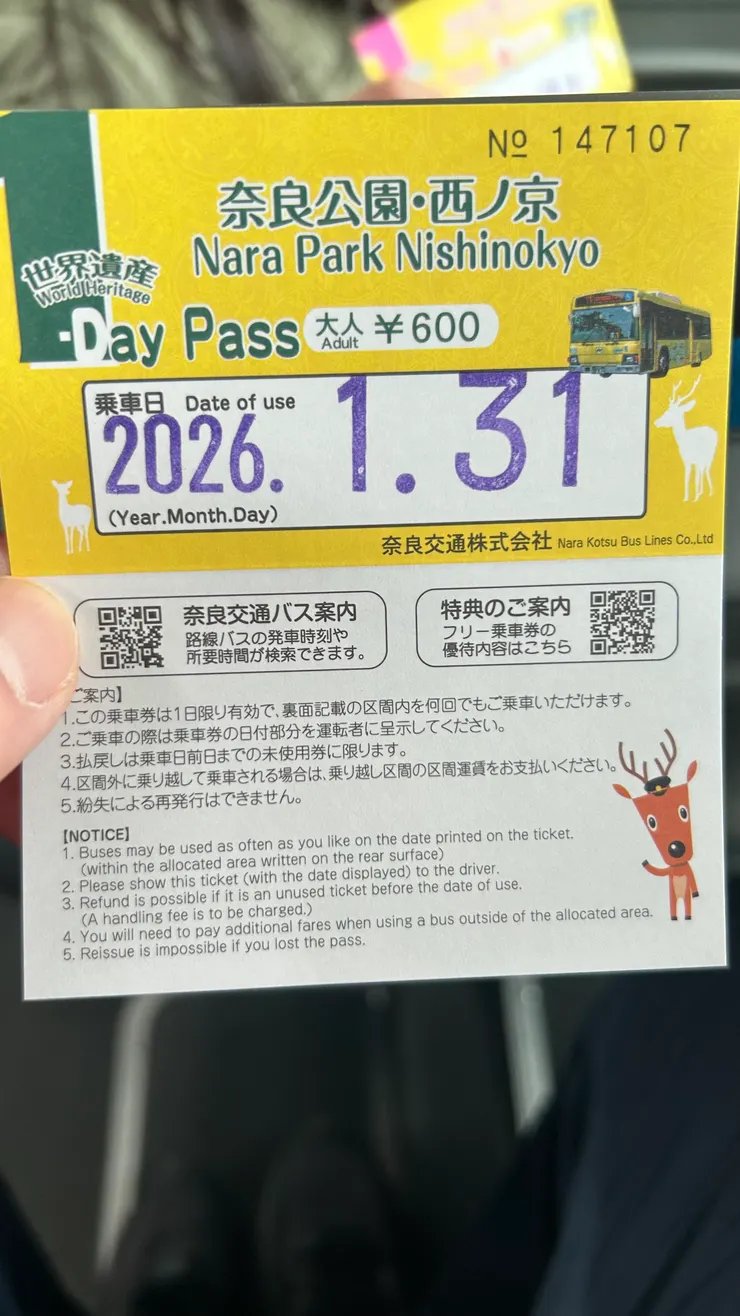 No 147107
奈良公園・西ノ京
Nara Park Nishinokyo
世界遺産
World Heritage
1-Day Pass 大人 Adult ¥600
乗車日 Date of use
2026. 1. 31
(Year.Month.Day)
奈良交通株式会社 Nara Kotsu Bus Lines Co.,Ltd
奈良交通バス案内
路線バスの発車時刻や
所要時間が検索できます。
特典のご案内
フリー乗車券の
優待内容はこちら
ご案内】
1.この乗車券は1日限り有効で、裏面記載の区間内を何回でもご乗車いただけます。
2.ご乗車の際は乗車券の日付部分を運転者に呈示してください。
3.払戻しは乗車日前日までの未使用券に限ります。
4.区間外に乗り越して乗車される場合は、乗り越し区間の区間運賃をお支払いください。
5.紛失による再発行はできません。
【NOTICE】
1. Buses may be used as often as you like on the date printed on the ticket.
(within the allocated area written on the rear surface)
2. Please show this ticket (with the date displayed) to the driver.
3. Refund is possible if it is an unused ticket before the date of use.
(A handling fee is to be charged.)
4. You will need to pay additional fares when using a bus outside of the allocated area.
5. Reissue is impossible if you lost the pass.